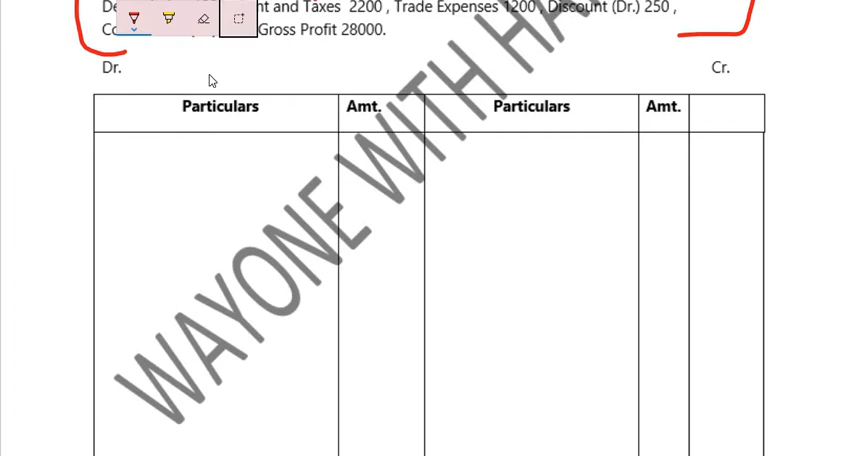 nt and Taxes 2200 , Trade Expenses 1200 , Discount (Dr.) 250 ,
Gross Profit 28000.
Dr. Cr.
Particulars Amt. Particulars Amt.
WAYONE WITH HA